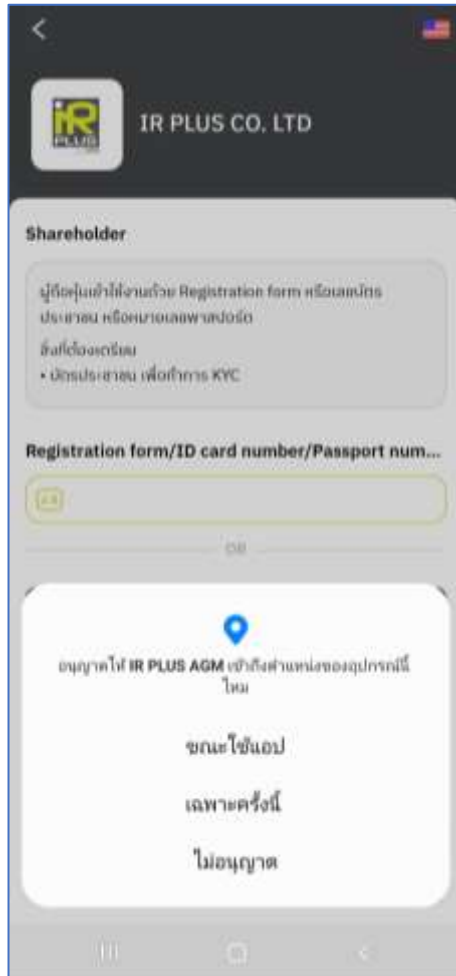 iR
PLUS
IR PLUS CO. LTD
Shareholder
ผู้ถือหุ้นเข้าใช้งานด้วย Registration form หรือเลขบัตร
ประชาชน หรือหมายเลขพาสปอร์ต
สิ่งที่ต้องเตรียม
• บัตรประชาชน เพื่อทำการ KYC
Registration form/ID card number/Passport num...
OR
อนุญาตให้ IR PLUS AGM เข้าถึงตำแหน่งของอุปกรณ์นี้
ไหม
ขณะใช้แอป
เฉพาะครั้งนี้
ไม่อนุญาต